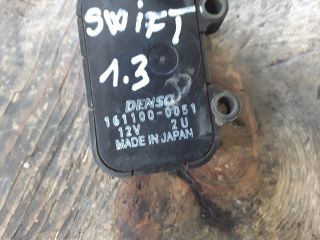 SWIFT
1.3
DENSO
161100-0051
12V 2U
MADE IN JAPAN